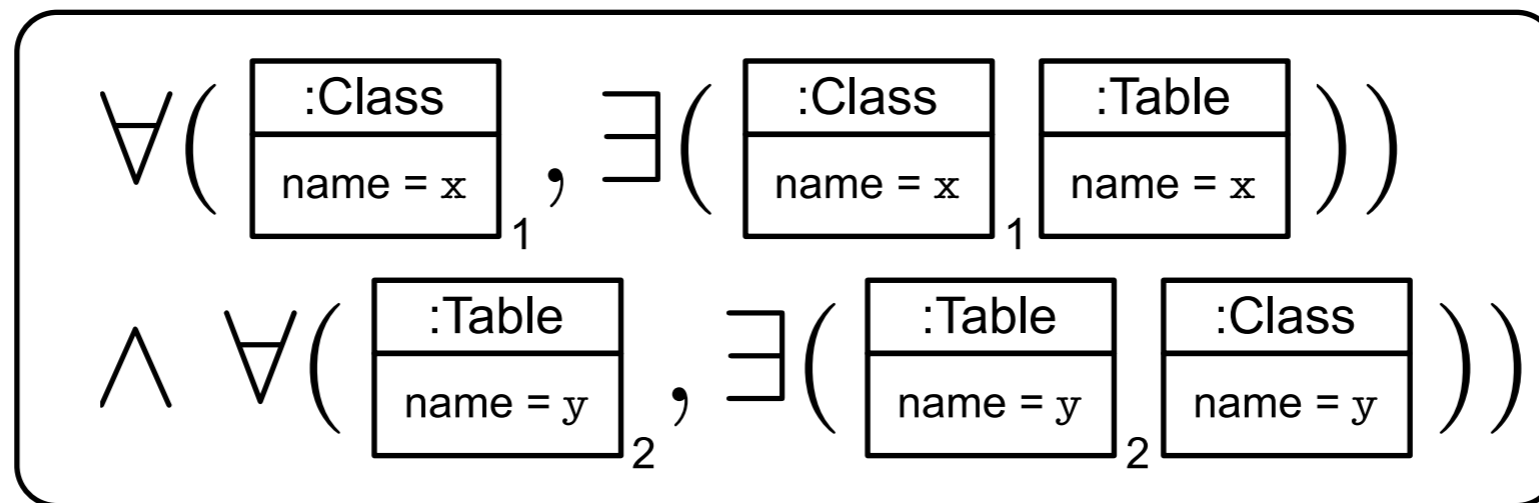 ∀( :Class name = x 1 , ∃( :Class name = x 1 :Table name = x ))
∧ ∀( :Table name = y 2 , ∃( :Table name = y 2 :Class name = y ))